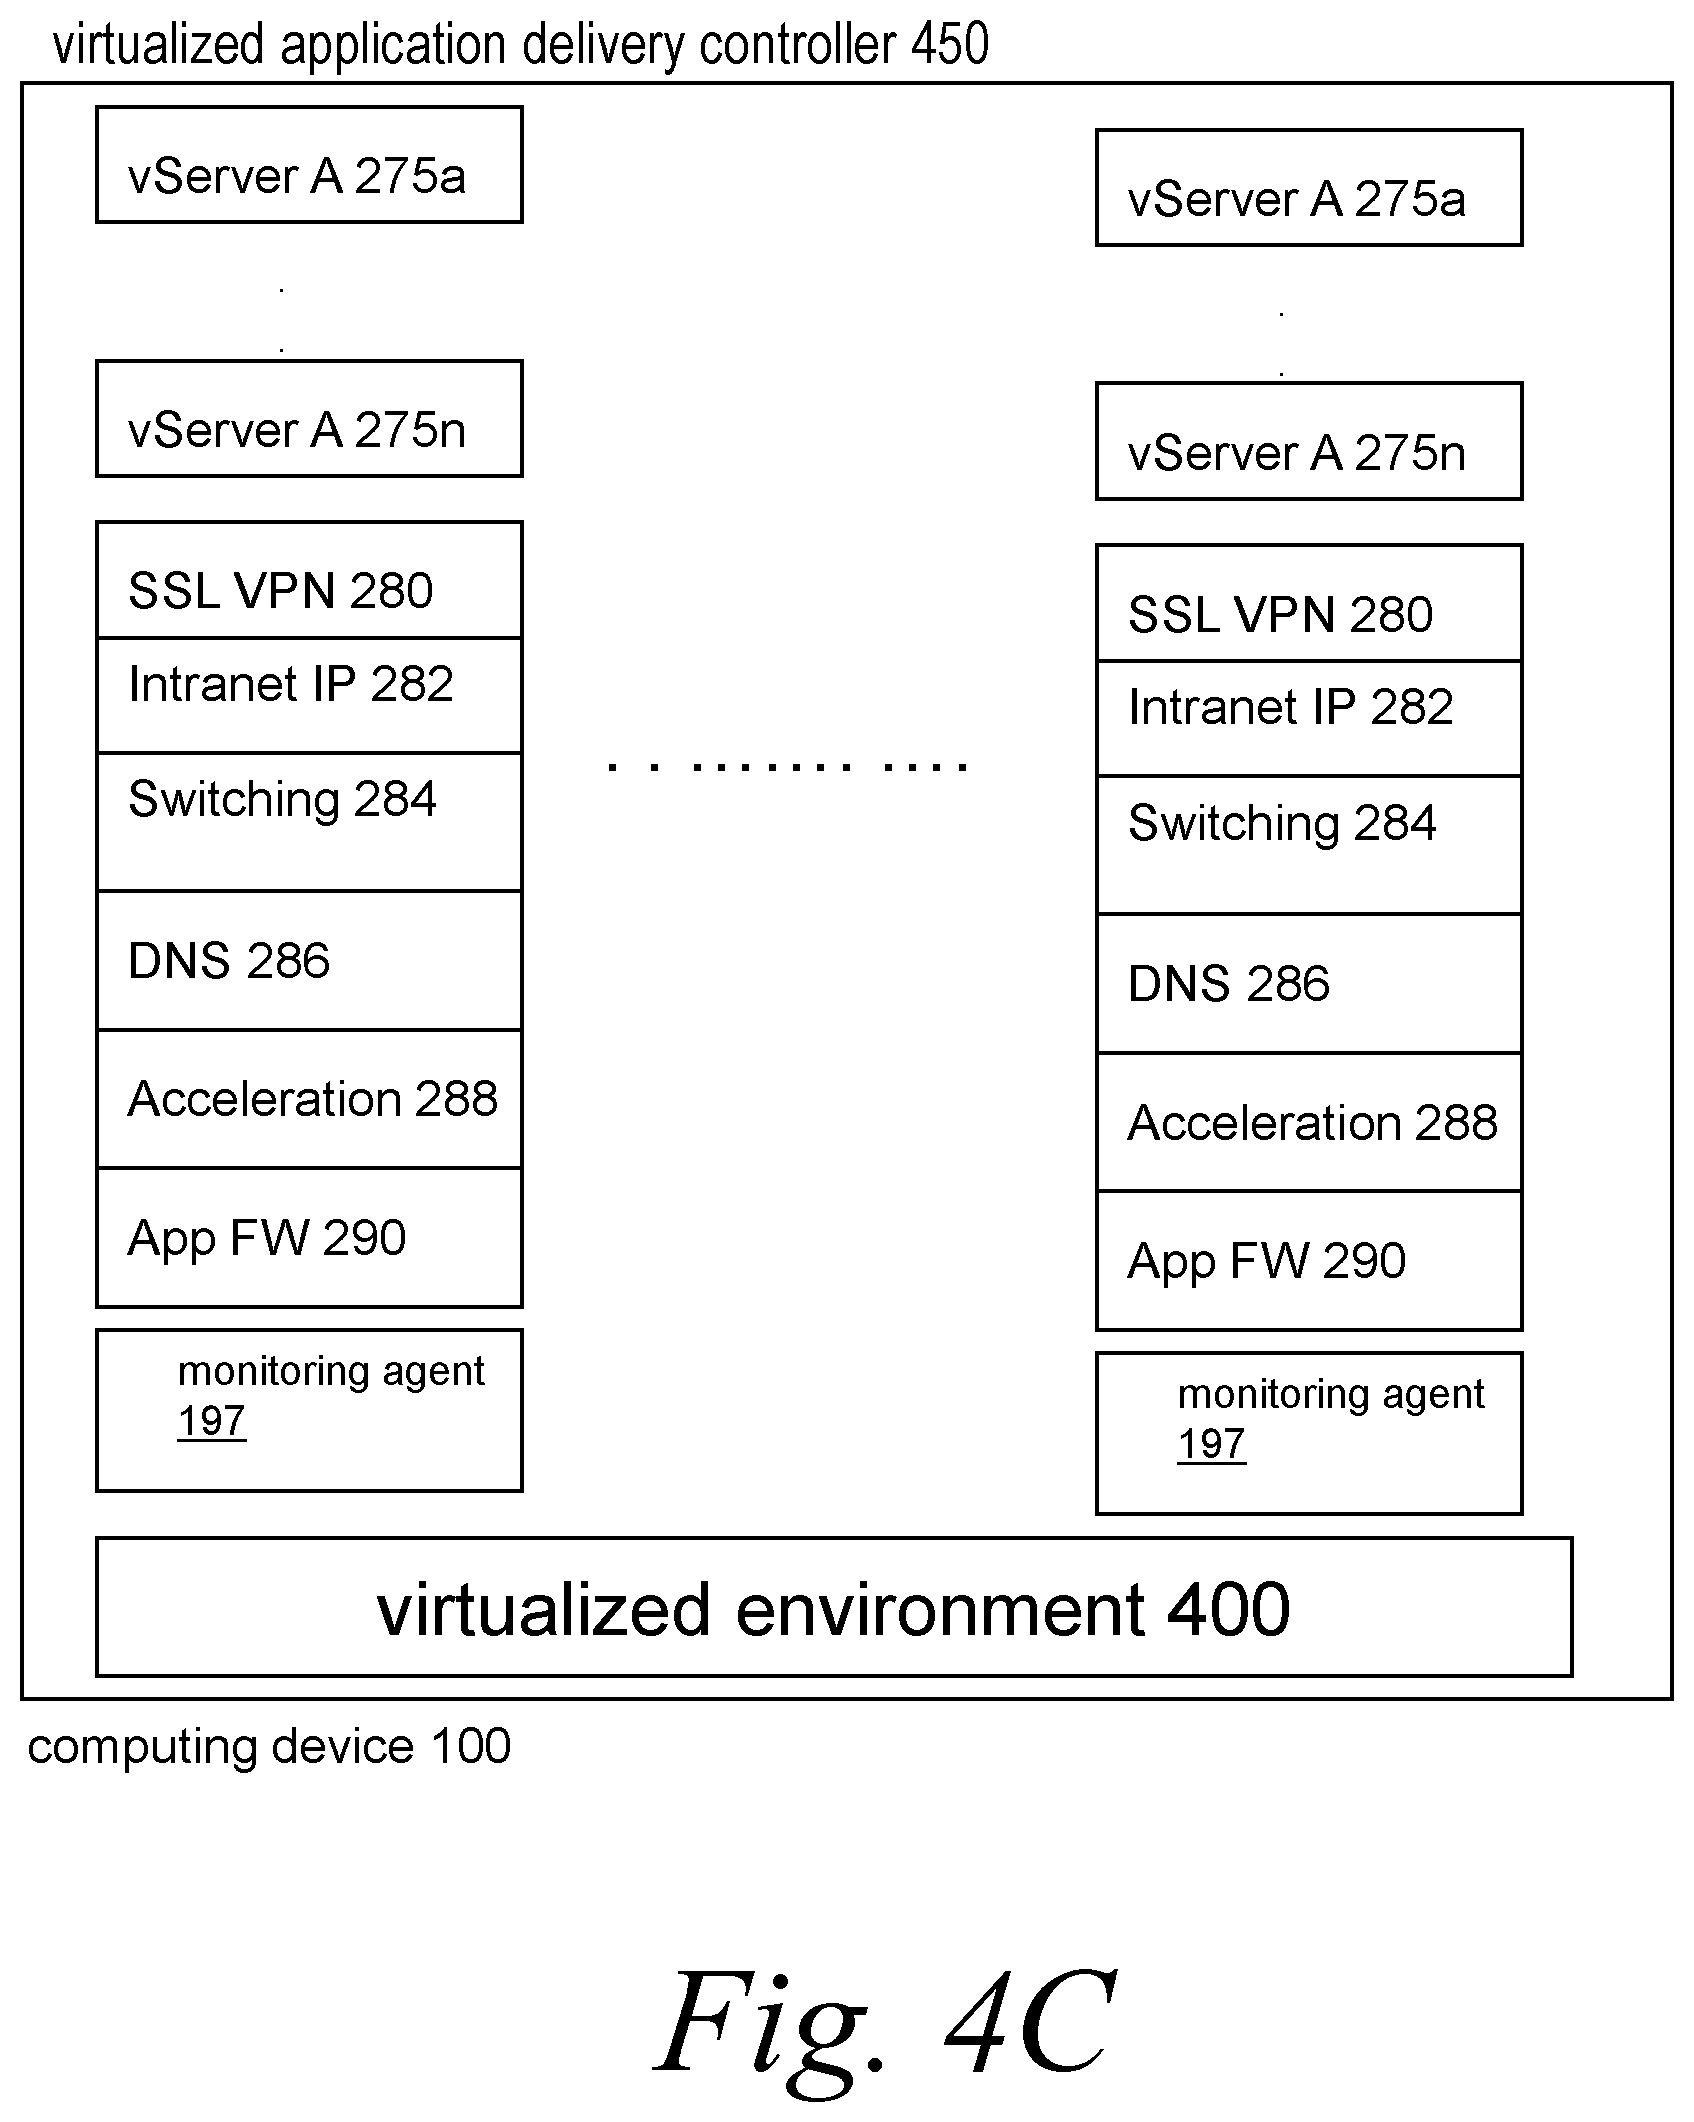 virtualized application delivery controller 450
vServer A 275a
.
.
vServer A 275n
SSL VPN 280
Intranet IP 282
Switching 284
DNS 286
Acceleration 288
App FW 290
monitoring agent
197
. . ....... ....
vServer A 275a
.
.
vServer A 275n
SSL VPN 280
Intranet IP 282
Switching 284
DNS 286
Acceleration 288
App FW 290
monitoring agent
197
virtualized environment 400
computing device 100
Fig. 4C